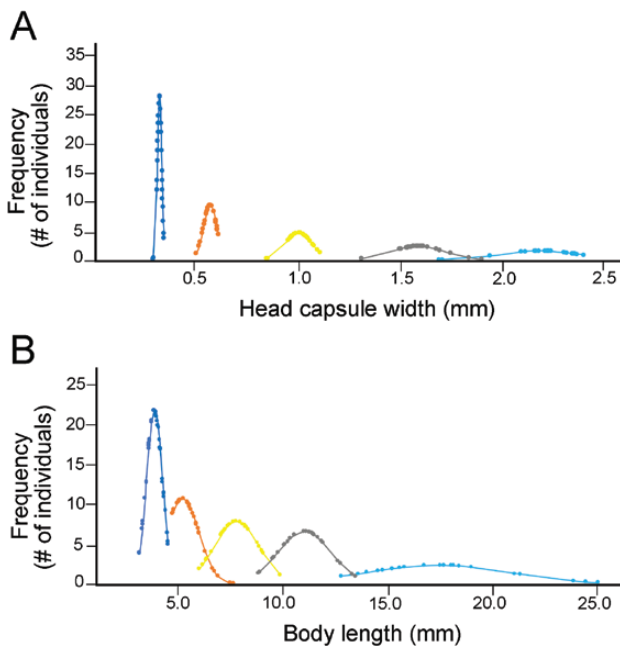 A
Frequency
(# of individuals)
35
30
25
20
15
10
5
0
0.5 1.0 1.5 2.0 2.5
Head capsule width (mm)
B
Frequency
(# of individuals)
25
20
15
10
5
0
5.0 10.0 15.0 20.0 25.0
Body length (mm)